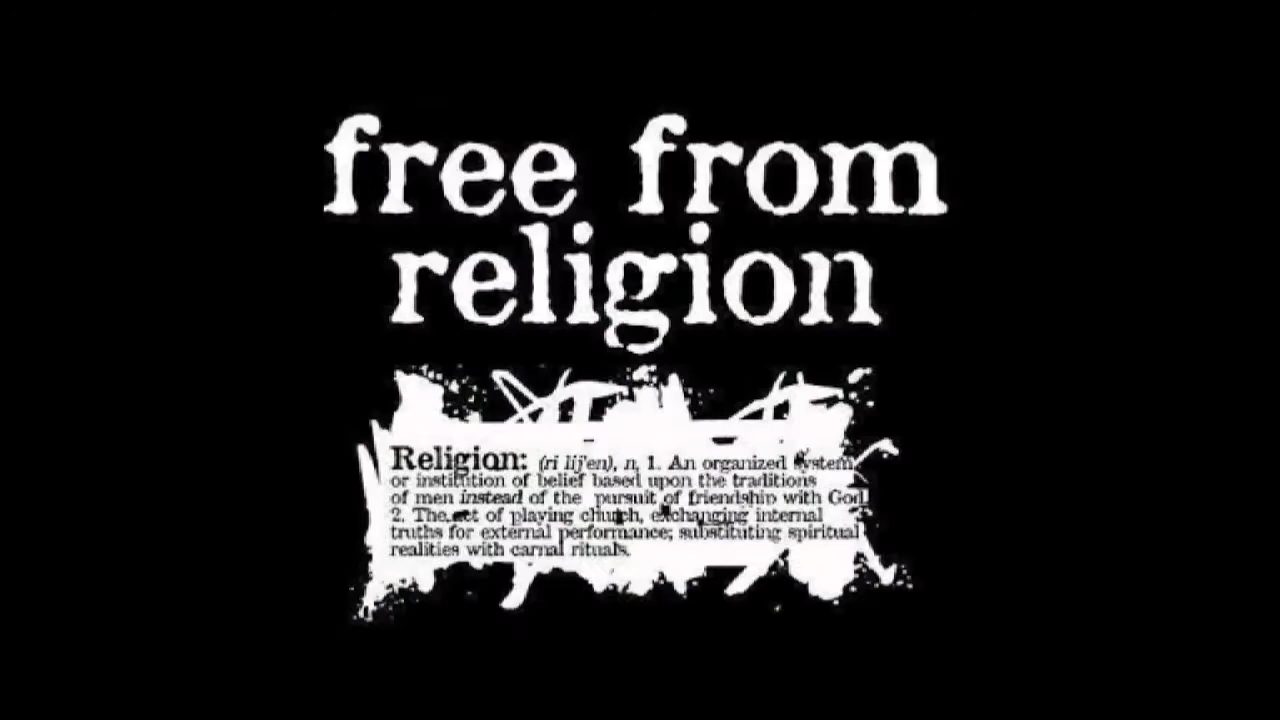 free from
religion
Religion: (ri lij'en), n, 1. An organized system
or institution of belief based upon the traditions
of men instead of the pursuit of friendship with God.
2. The act of playing church, exchanging internal
truths for external performance; substituting spiritual
realities with carnal rituals.